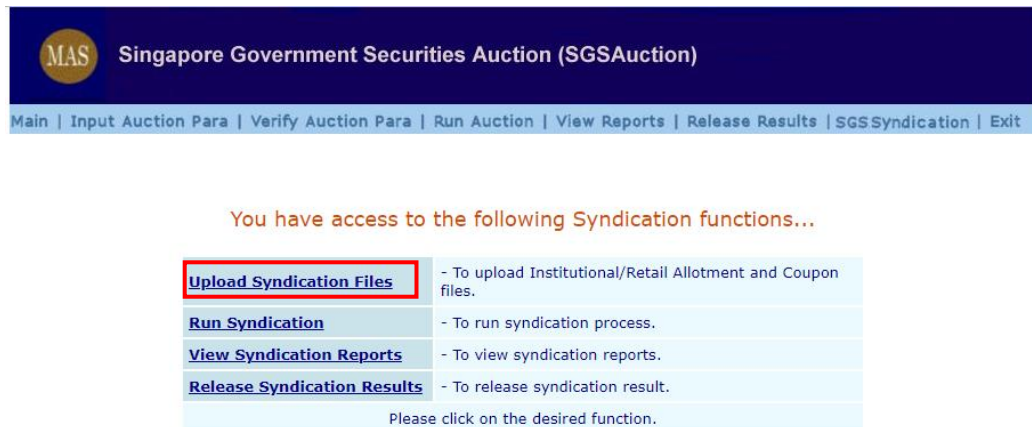 MAS
Singapore Government Securities Auction (SGSAuction)
Main | Input Auction Para | Verify Auction Para | Run Auction | View Reports | Release Results | SGSSyndication | Exit
You have access to the following Syndication functions...
Upload Syndication Files - To upload Institutional/Retail Allotment and Coupon
files.
Run Syndication - To run syndication process.
View Syndication Reports - To view syndication reports.
Release Syndication Results - To release syndication result.
Please click on the desired function.